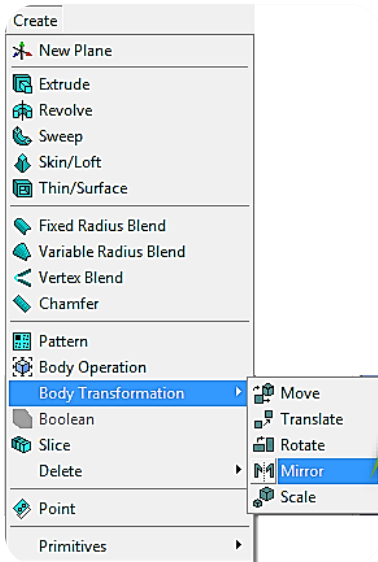 Create
New Plane
Extrude
Revolve
Sweep
Skin/Loft
Thin/Surface
Fixed Radius Blend
Variable Radius Blend
Vertex Blend
Chamfer
Pattern
Body Operation
Body Transformation
Boolean
Slice
Delete
Point
Primitives
Move
Translate
Rotate
Mirror
Scale